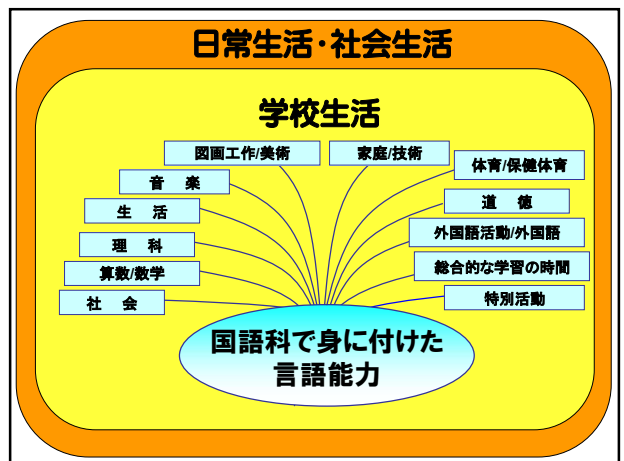 日常生活・社会生活
学校生活
図画工作/美術
家庭/技術
体育/保健体育
音　楽
道　徳
生　活
外国語活動/外国語
理　科
総合的な学習の時間
算数/数学
特別活動
社　会
国語科で身に付けた
言語能力